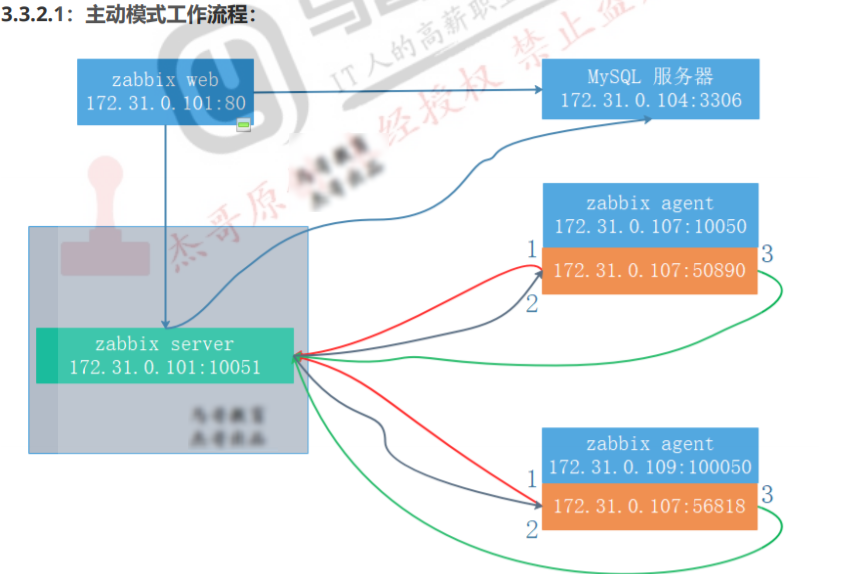 3.3.2.1：主动模式工作流程：
IT人的高薪职
杰哥原
经授权 禁止盗
zabbix web
172.31.0.101:80
MySQL 服务器
172.31.0.104:3306
zabbix agent
172.31.0.107:10050
1
172.31.0.107:50890
3
2
zabbix server
172.31.0.101:10051
zabbix agent
172.31.0.109:100050
1
172.31.0.107:56818
3
2